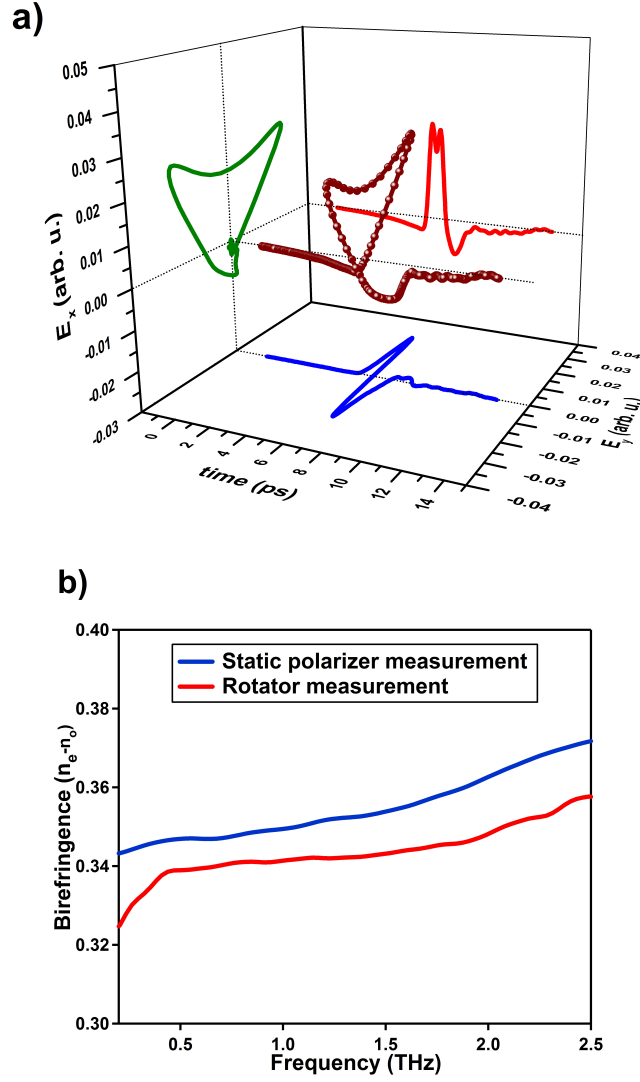 a)
0.05
0.04
0.03
0.02
0.01
0.00
-0.01
-0.02
-0.03
Eₓ (arb. u.)
0 2 4 6 8 10 12 14
time (ps)
0.04
0.03
0.02
0.01
0.00
-0.01
-0.02
-0.03
-0.04
E_y (arb. u.)
b)
0.40
0.38
0.36
0.34
0.32
0.30
Birefringence (nₑ-nₒ)
Static polarizer measurement
Rotator measurement
0.5 1.0 1.5 2.0 2.5
Frequency (THz)